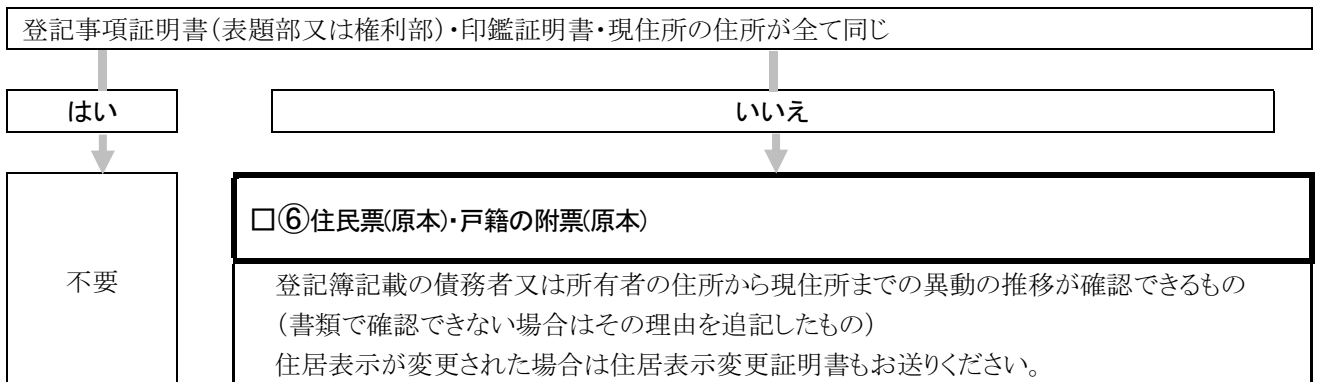 登記事項証明書(表題部又は権利部)・印鑑証明書・現住所の住所が全て同じ
はい
いいえ
不要
□⑥住民票(原本)・戸籍の附票(原本)
登記簿記載の債務者又は所有者の住所から現住所までの異動の推移が確認できるもの
(書類で確認できない場合はその理由を追記したもの)
住居表示が変更された場合は住居表示変更証明書もお送りください。